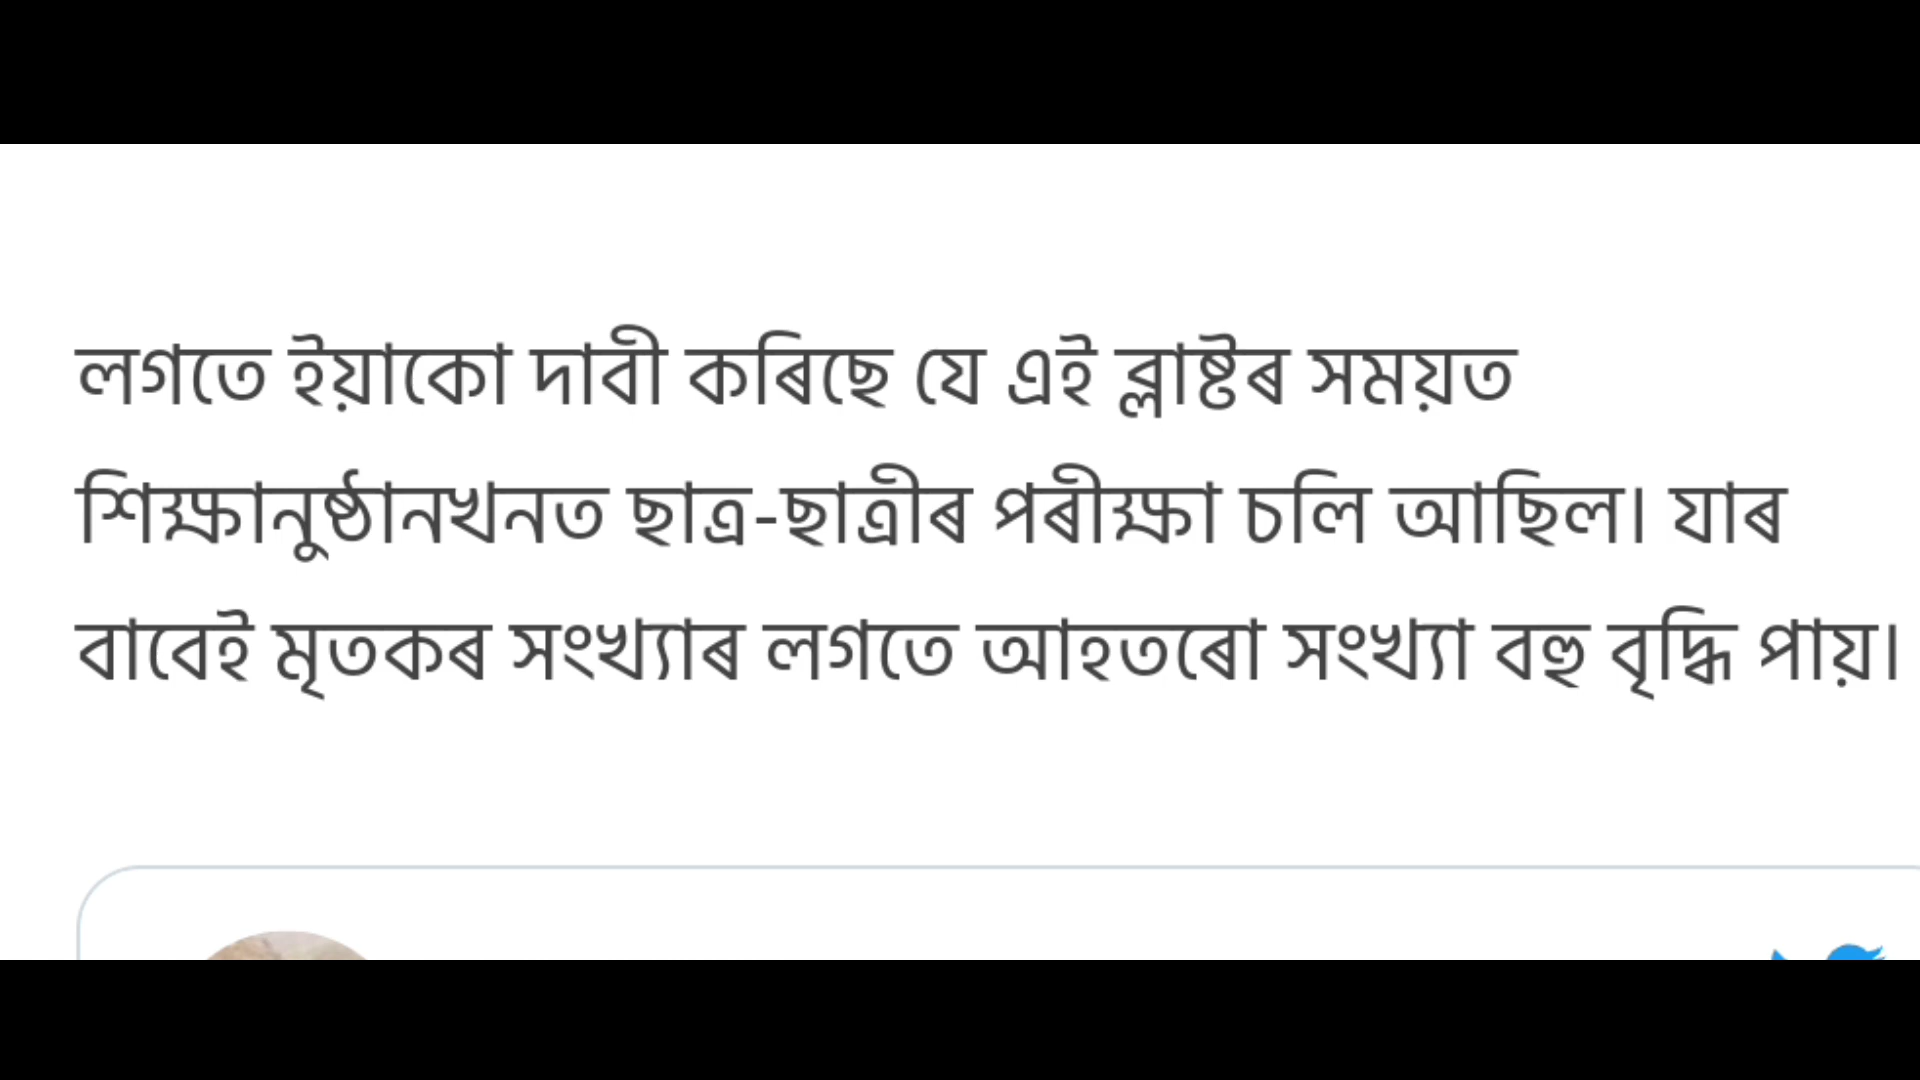 লগতে ইয়াকো দাবী কৰিছে যে এই ব্লাষ্টৰ সময়ত
শিক্ষানুষ্ঠানখনত ছাত্ৰ-ছাত্ৰীৰ পৰীক্ষা চলি আছিল। যাৰ
বাবেই মৃতকৰ সংখ্যাৰ লগতে আহতৰো সংখ্যা বহু বৃদ্ধি পায়।